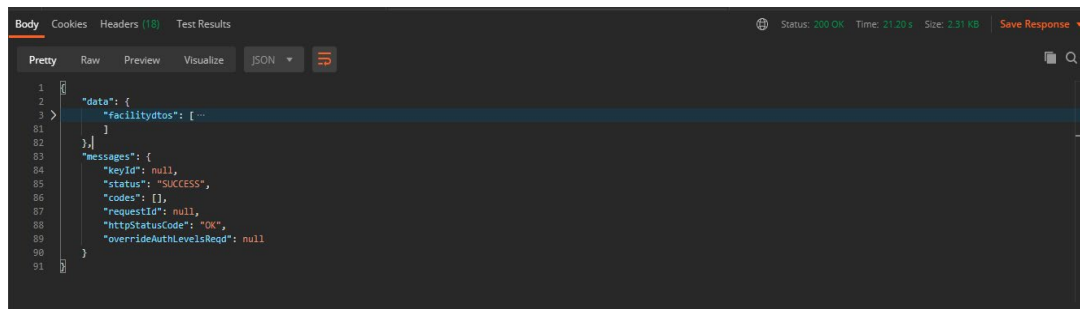 Body Cookies Headers (18) Test Results Status: 200 OK Time: 21.20 s Size: 2.31 KB Save Response
Pretty Raw Preview Visualize JSON
1 {
2 "data": {
3 "facilitydtos": [ ...
81 ]
82 },
83 "messages": {
84 "keyId": null,
85 "status": "SUCCESS",
86 "codes": [],
87 "requestId": null,
88 "httpStatusCode": "OK",
89 "overrideAuthLevelsReqd": null
90 }
91 }